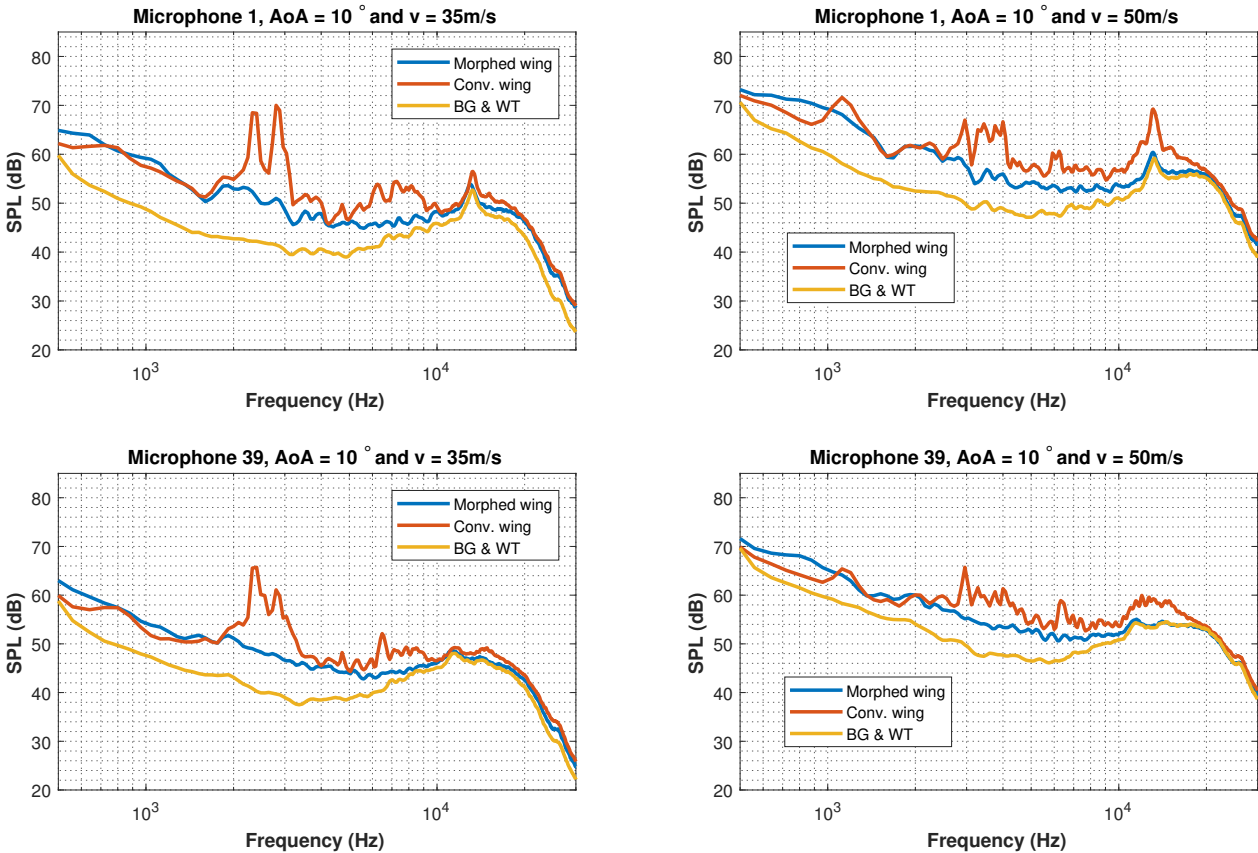 Microphone 1, AoA = 10 ° and v = 35m/s
80
70
60
50
40
30
20
SPL (dB)
Morphed wing
Conv. wing
BG & WT
10³
10⁴
Frequency (Hz)
Microphone 1, AoA = 10 ° and v = 50m/s
80
70
60
50
40
30
20
SPL (dB)
Morphed wing
Conv. wing
BG & WT
10³
10⁴
Frequency (Hz)
Microphone 39, AoA = 10 ° and v = 35m/s
80
70
60
50
40
30
20
SPL (dB)
Morphed wing
Conv. wing
BG & WT
10³
10⁴
Frequency (Hz)
Microphone 39, AoA = 10 ° and v = 50m/s
80
70
60
50
40
30
20
SPL (dB)
Morphed wing
Conv. wing
BG & WT
10³
10⁴
Frequency (Hz)